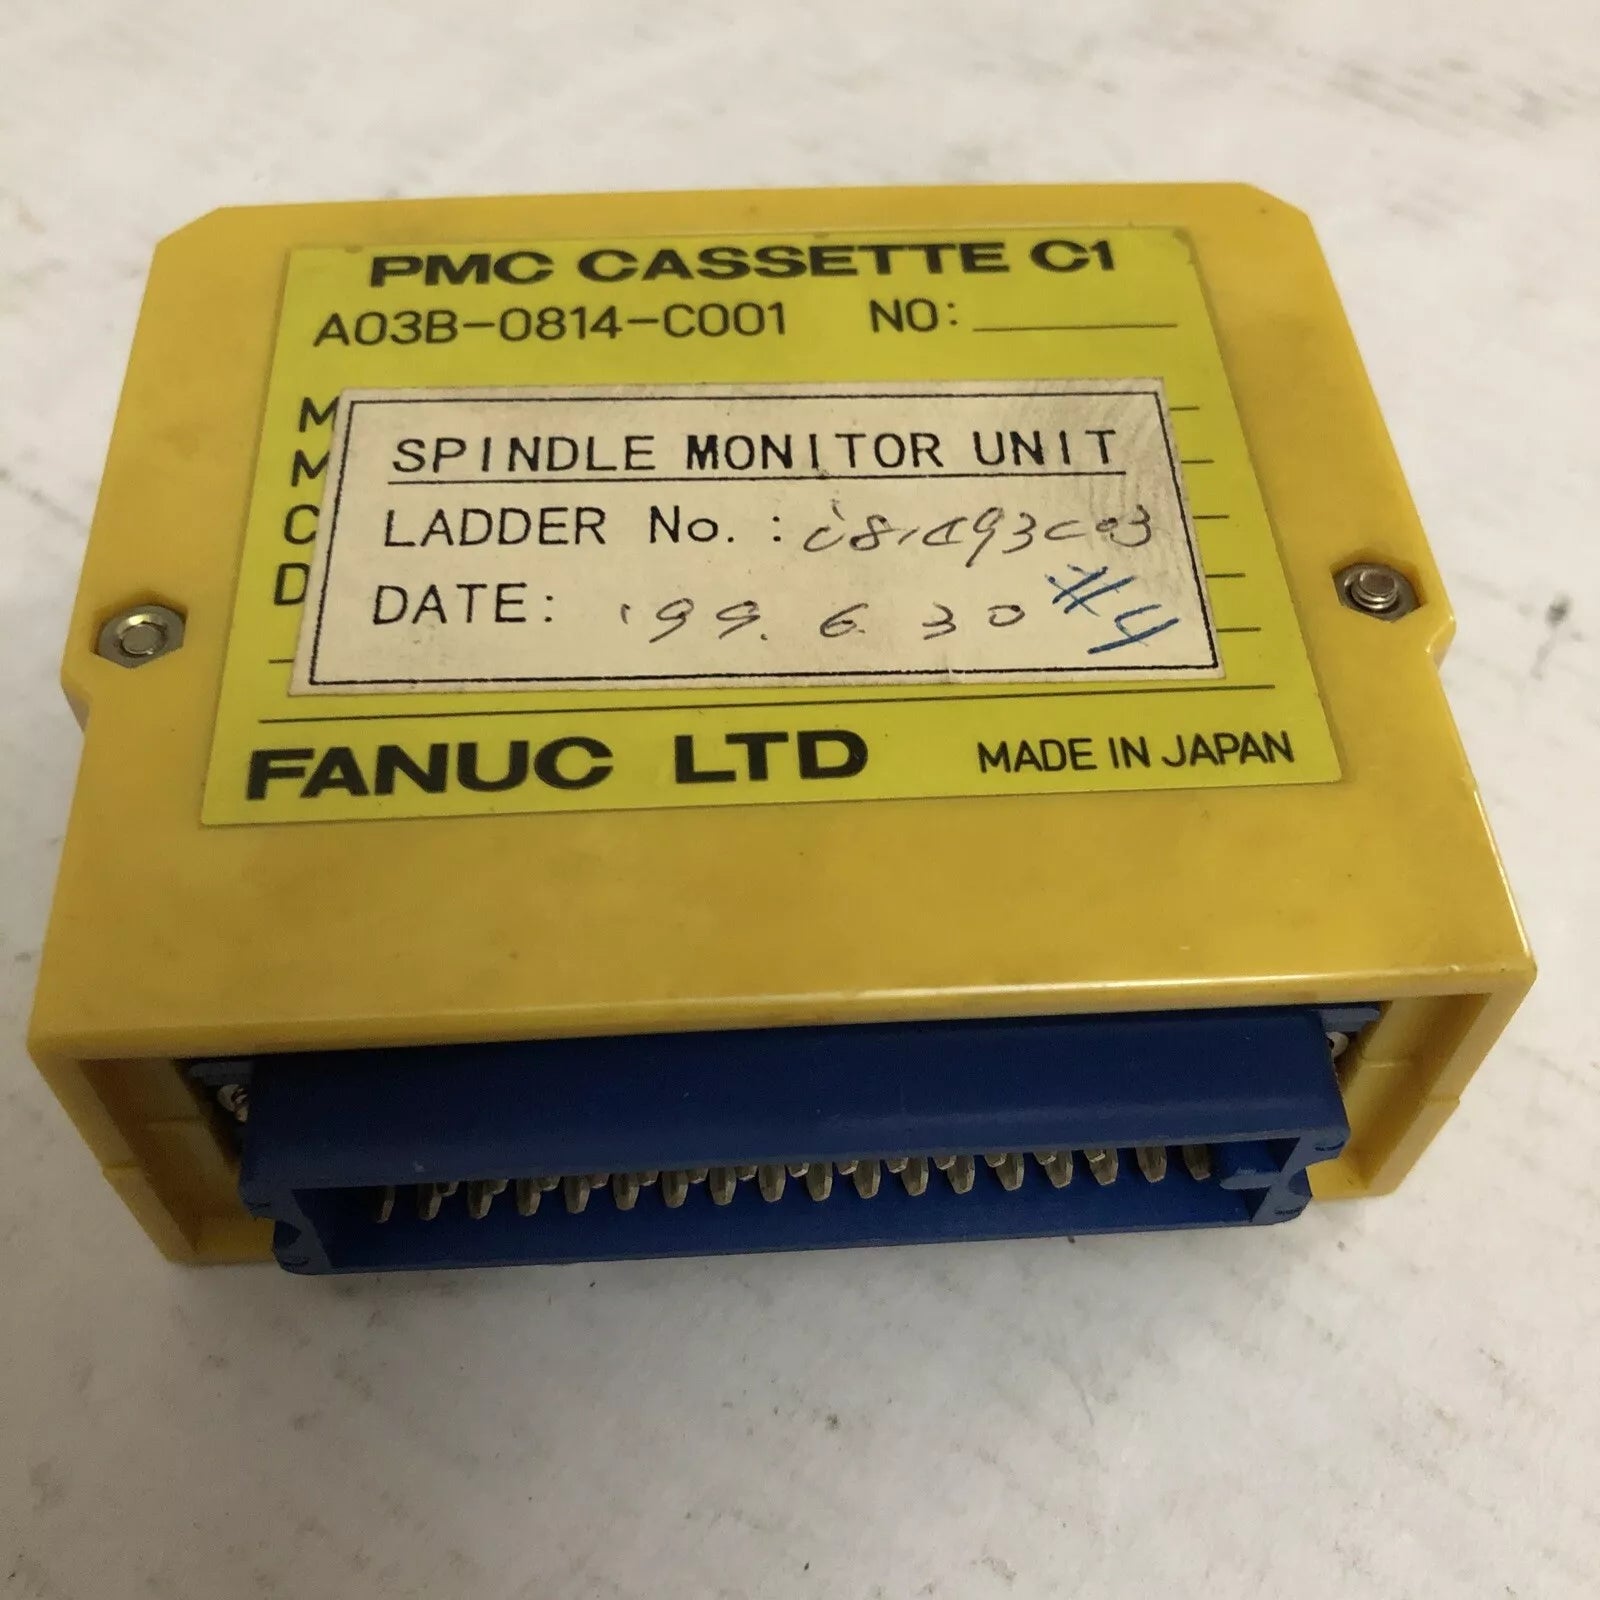 PMC CASSETTE C1
A03B-0814-C001 NO:
M
M
C
D
SPINDLE MONITOR UNIT
LADDER No. :
DATE: '99. 6. 30 #4
FANUC LTD MADE IN JAPAN